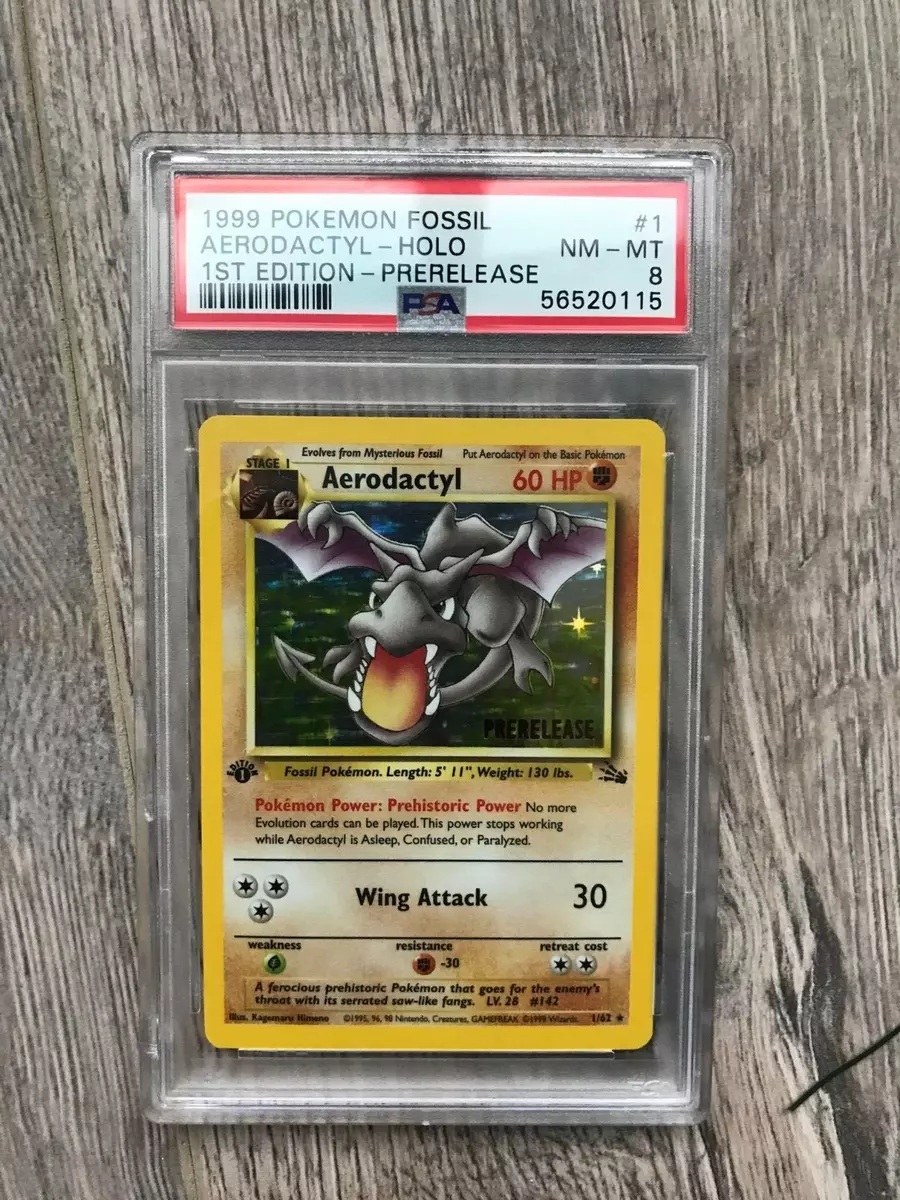 1999 POKEMON FOSSIL #1
AERODACTYL - HOLO NM - MT
1ST EDITION - PRERELEASE 8
PSA 56520115
Evolves from Mysterious Fossil Put Aerodactyl on the Basic Pokémon
STAGE 1
Aerodactyl 60 HP
PRERELEASE
EDITION
1
Fossil Pokémon. Length: 5' 11", Weight: 130 lbs.
Pokémon Power: Prehistoric Power No more
Evolution cards can be played. This power stops working
while Aerodactyl is Asleep, Confused, or Paralyzed.
Wing Attack 30
weakness resistance retreat cost
-30
A ferocious prehistoric Pokémon that goes for the enemy's
throat with its serrated saw-like fangs. LV. 28 #142
Illus. Kagemaru Himeno ©1995, 96, 98 Nintendo, Creatures, GAMEFREAK. ©1999 Wizards. 1/62 ★